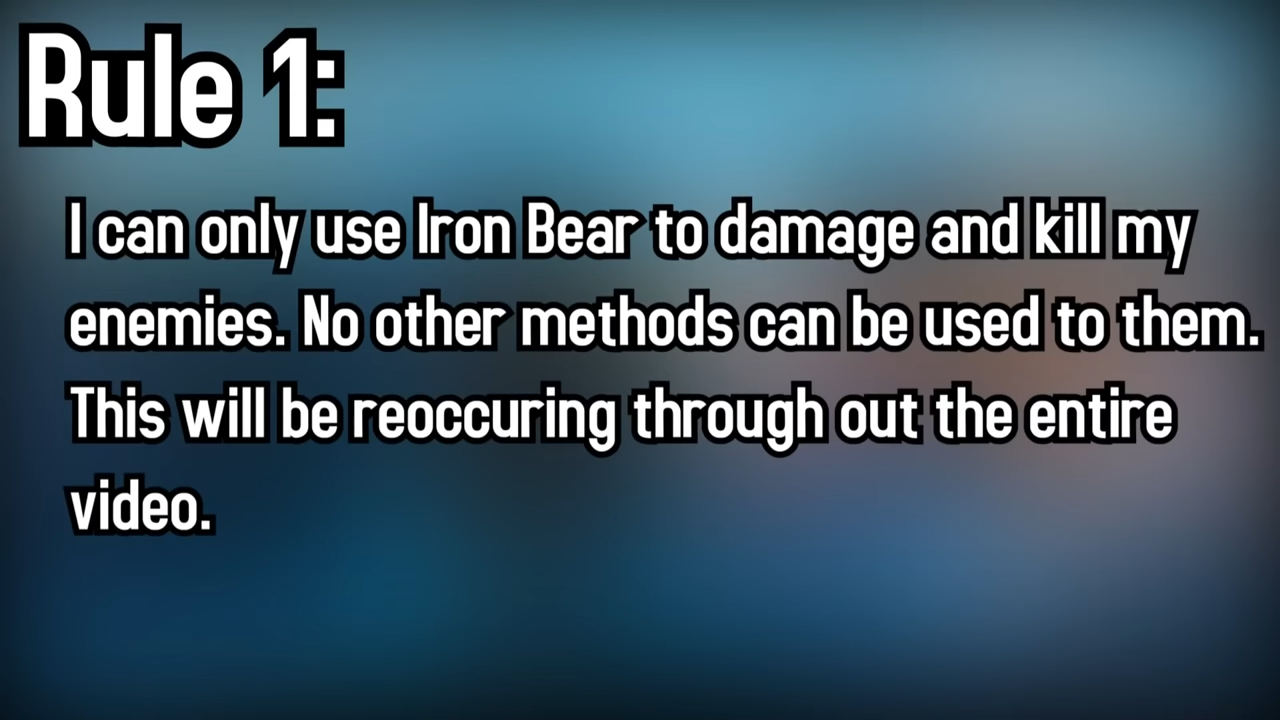 Rule 1:
I can only use Iron Bear to damage and kill my
enemies. No other methods can be used to them.
This will be reoccuring through out the entire
video.